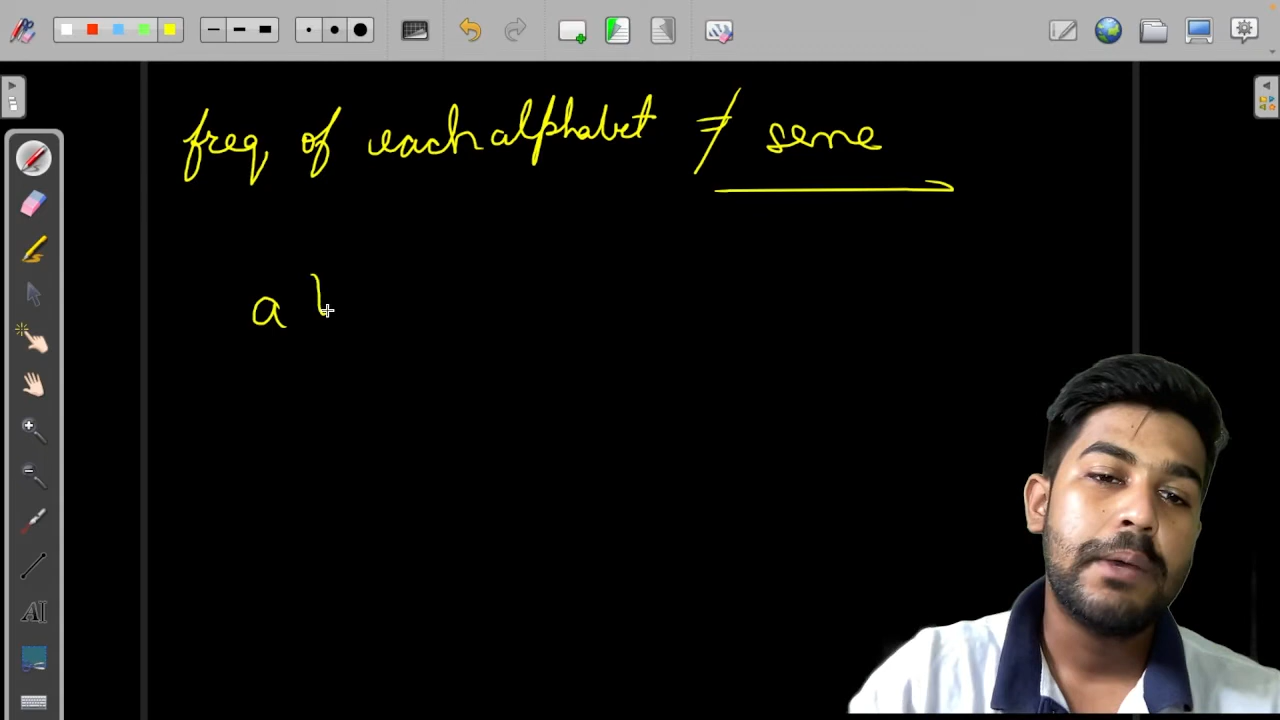 freq. of each alphabet ≠ same
a